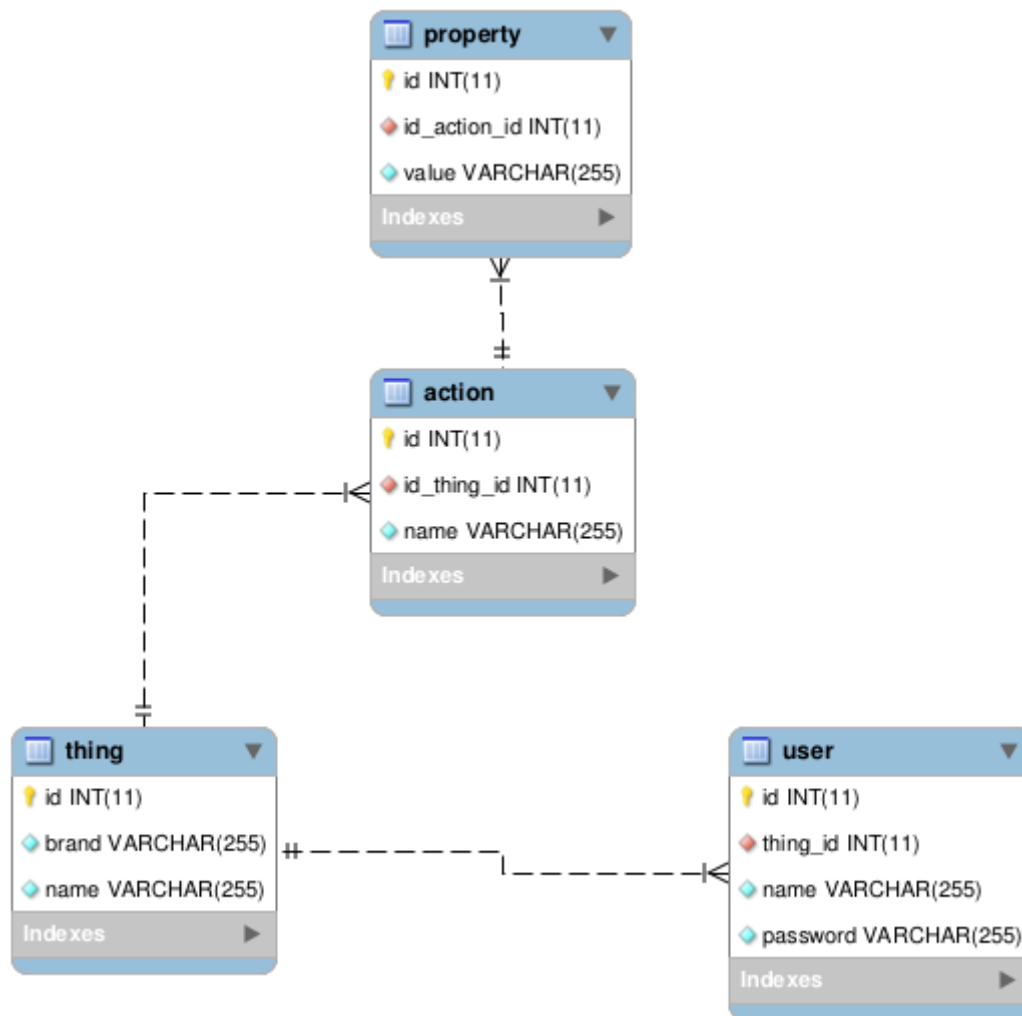 property
id INT(11)
id_action_id INT(11)
value VARCHAR(255)
Indexes
action
id INT(11)
id_thing_id INT(11)
name VARCHAR(255)
Indexes
thing
id INT(11)
brand VARCHAR(255)
name VARCHAR(255)
Indexes
user
id INT(11)
thing_id INT(11)
name VARCHAR(255)
password VARCHAR(255)
Indexes